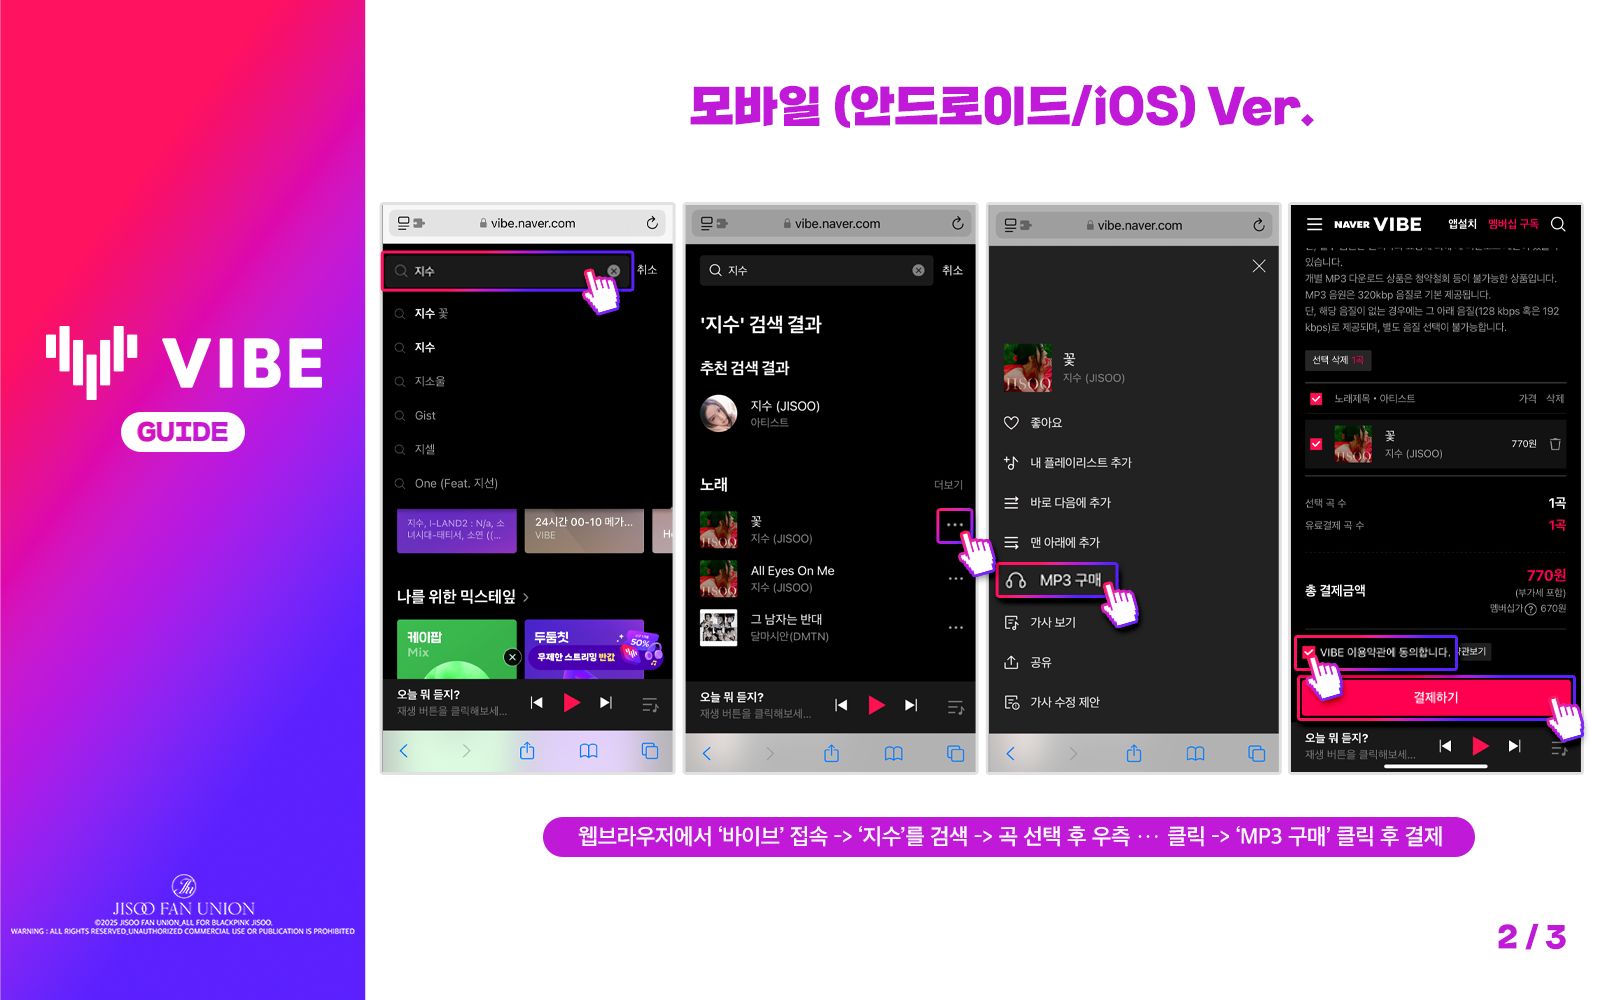 VIBE
GUIDE
JISOO FAN UNION
©2025 JISOO FAN UNION,ALL FOR BLACKPINK JISOO.
WARNING : ALL RIGHTS RESERVED,UNAUTHORIZED COMMERCIAL USE OR PUBLICATION IS PROHIBITED
모바일 (안드로이드/iOS) Ver.
vibe.naver.com
지수
취소
지수 꽃
지수
지소울
Gist
지셀
One (Feat. 지선)
지수, I-LAND2 : N/a, 소
녀시대-태티서, 소연 ((...
24시간 00-10 메가...
VIBE
He
나를 위한 믹스테잎
케이팝
Mix
두둠칫
무제한 스트리밍 반값
50%
오늘 뭐 듣지?
재생 버튼을 클릭해보세...
vibe.naver.com
지수
취소
'지수' 검색 결과
추천 검색 결과
지수 (JISOO)
아티스트
노래
더보기
JISOO
꽃
지수 (JISOO)
JISOO
All Eyes On Me
지수 (JISOO)
그 남자는 반대
달마시안(DMTN)
오늘 뭐 듣지?
재생 버튼을 클릭해보세...
vibe.naver.com
JISOO
꽃
지수 (JISOO)
좋아요
내 플레이리스트 추가
바로 다음에 추가
맨 아래에 추가
MP3 구매
가사 보기
공유
가사 수정 제안
NAVER VIBE
앱설치
멤버십 구독
있습니다.
개별 MP3 다운로드 상품은 청약철회 등이 불가능한 상품입니다.
MP3 음원은 320kbp 음질로 기본 제공됩니다.
단, 해당 음질이 없는 경우에는 그 아래 음질(128 kbps 혹은 192
kbps)로 제공되며, 별도 음질 선택이 불가능합니다.
선택 삭제 1곡
노래제목 • 아티스트
가격
삭제
JISOO
꽃
지수 (JISOO)
770원
선택 곡 수
1곡
유료결제 곡 수
1곡
총 결제금액
770원
(부가세 포함)
멤버십가 ? 670원
VIBE 이용약관에 동의합니다.
약관보기
결제하기
오늘 뭐 듣지?
재생 버튼을 클릭해보세...
웹브라우저에서 ‘바이브’ 접속 -> ‘지수’를 검색 -> 곡 선택 후 우측 ··· 클릭 -> ‘MP3 구매’ 클릭 후 결제
2 / 3